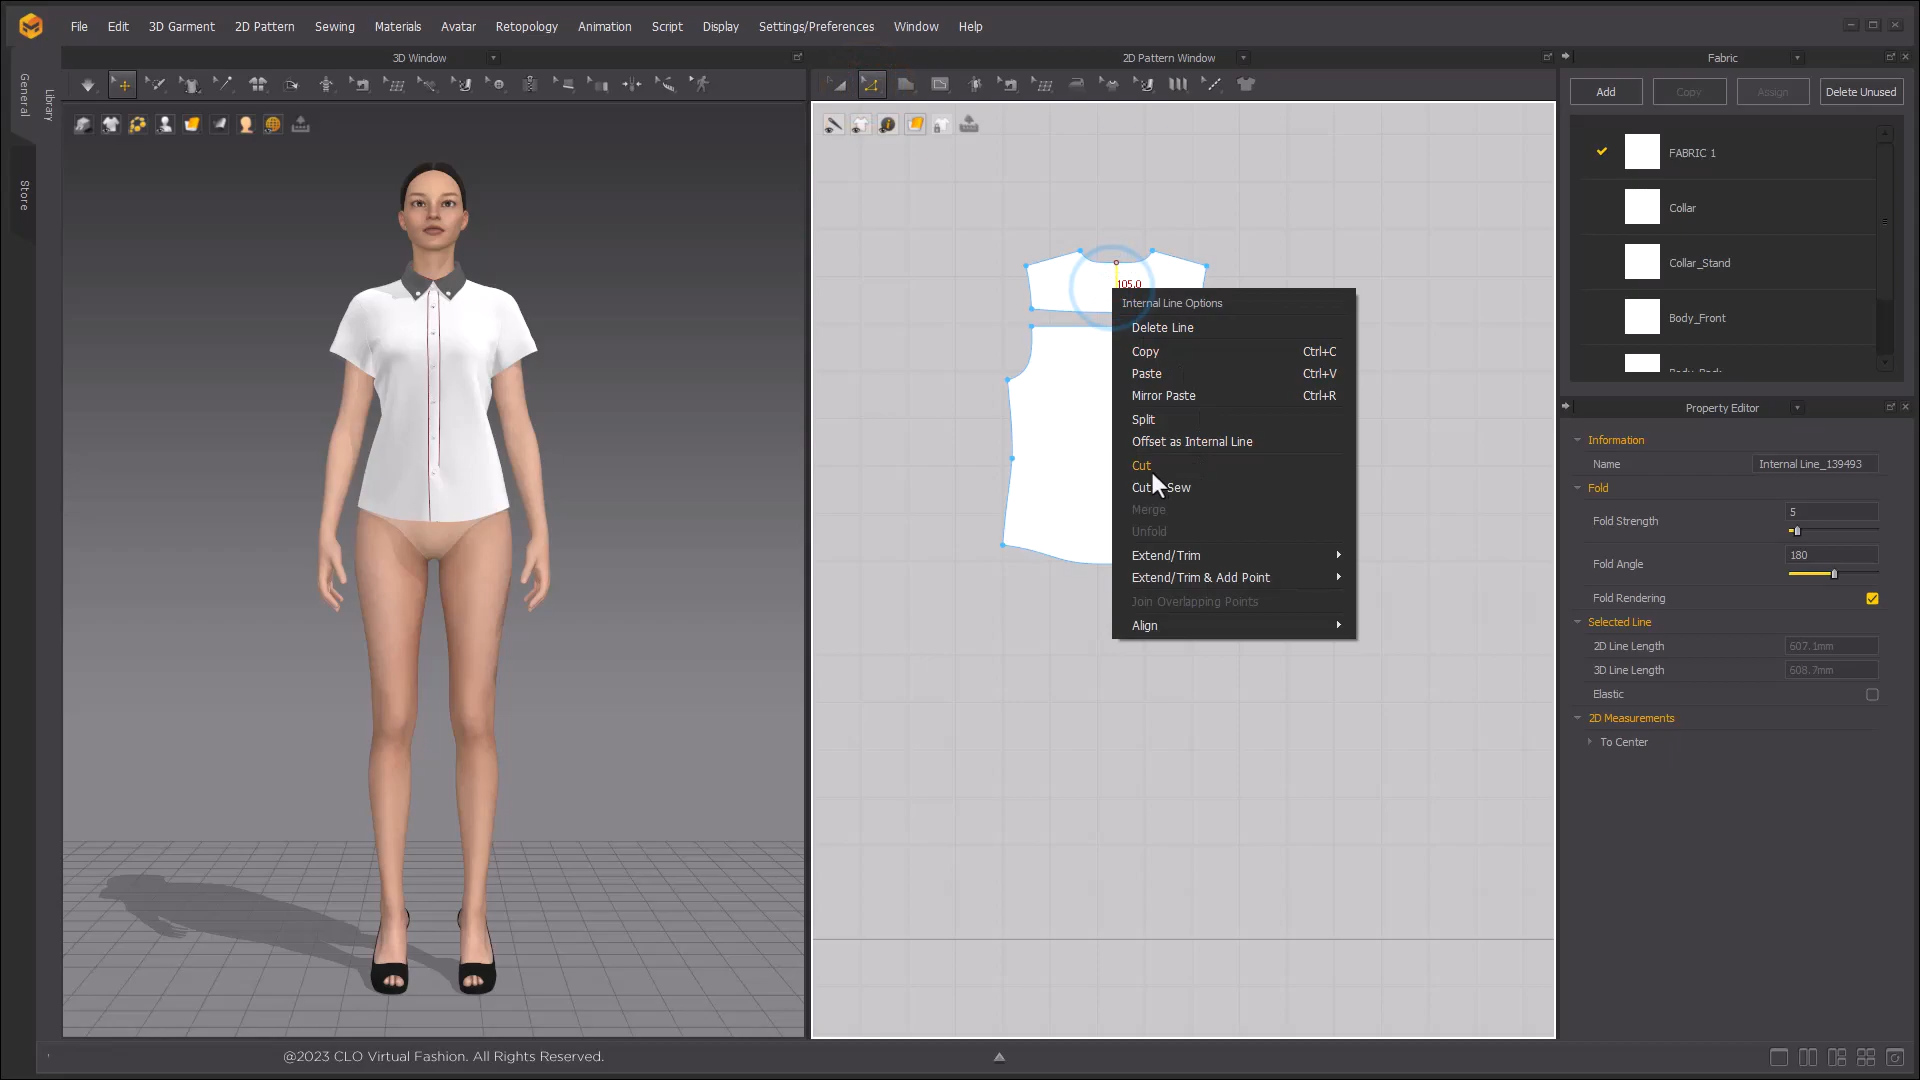 File Edit 3D Garment 2D Pattern Sewing Materials Avatar Retopology Animation Script Display Settings/Preferences Window Help
3D Window
2D Pattern Window
Fabric
General
Library
Store
Add Copy Assign Delete Unused
FABRIC 1
Collar
Collar_Stand
Body_Front
105.0
Internal Line Options
Delete Line
Copy Ctrl+C
Paste Ctrl+V
Mirror Paste Ctrl+R
Split
Offset as Internal Line
Cut
Cut Sew
Merge
Unfold
Extend/Trim
Extend/Trim & Add Point
Join Overlapping Points
Align
Property Editor
Information
Name Internal Line_139493
Fold
Fold Strength 5
Fold Angle 180
Fold Rendering
Selected Line
2D Line Length 607.1mm
3D Line Length 608.7mm
Elastic
2D Measurements
To Center
@2023 CLO Virtual Fashion. All Rights Reserved.